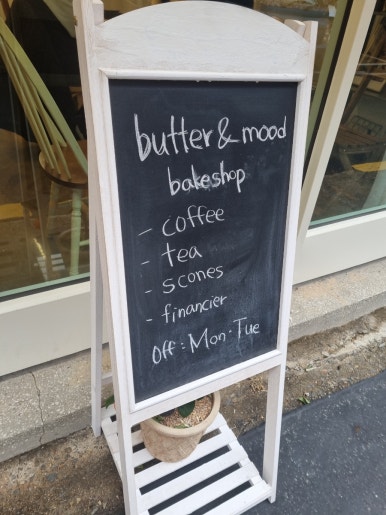 butter & mood
bakeshop
- coffee
- tea
- scones
- financier
Off : Mon · Tue